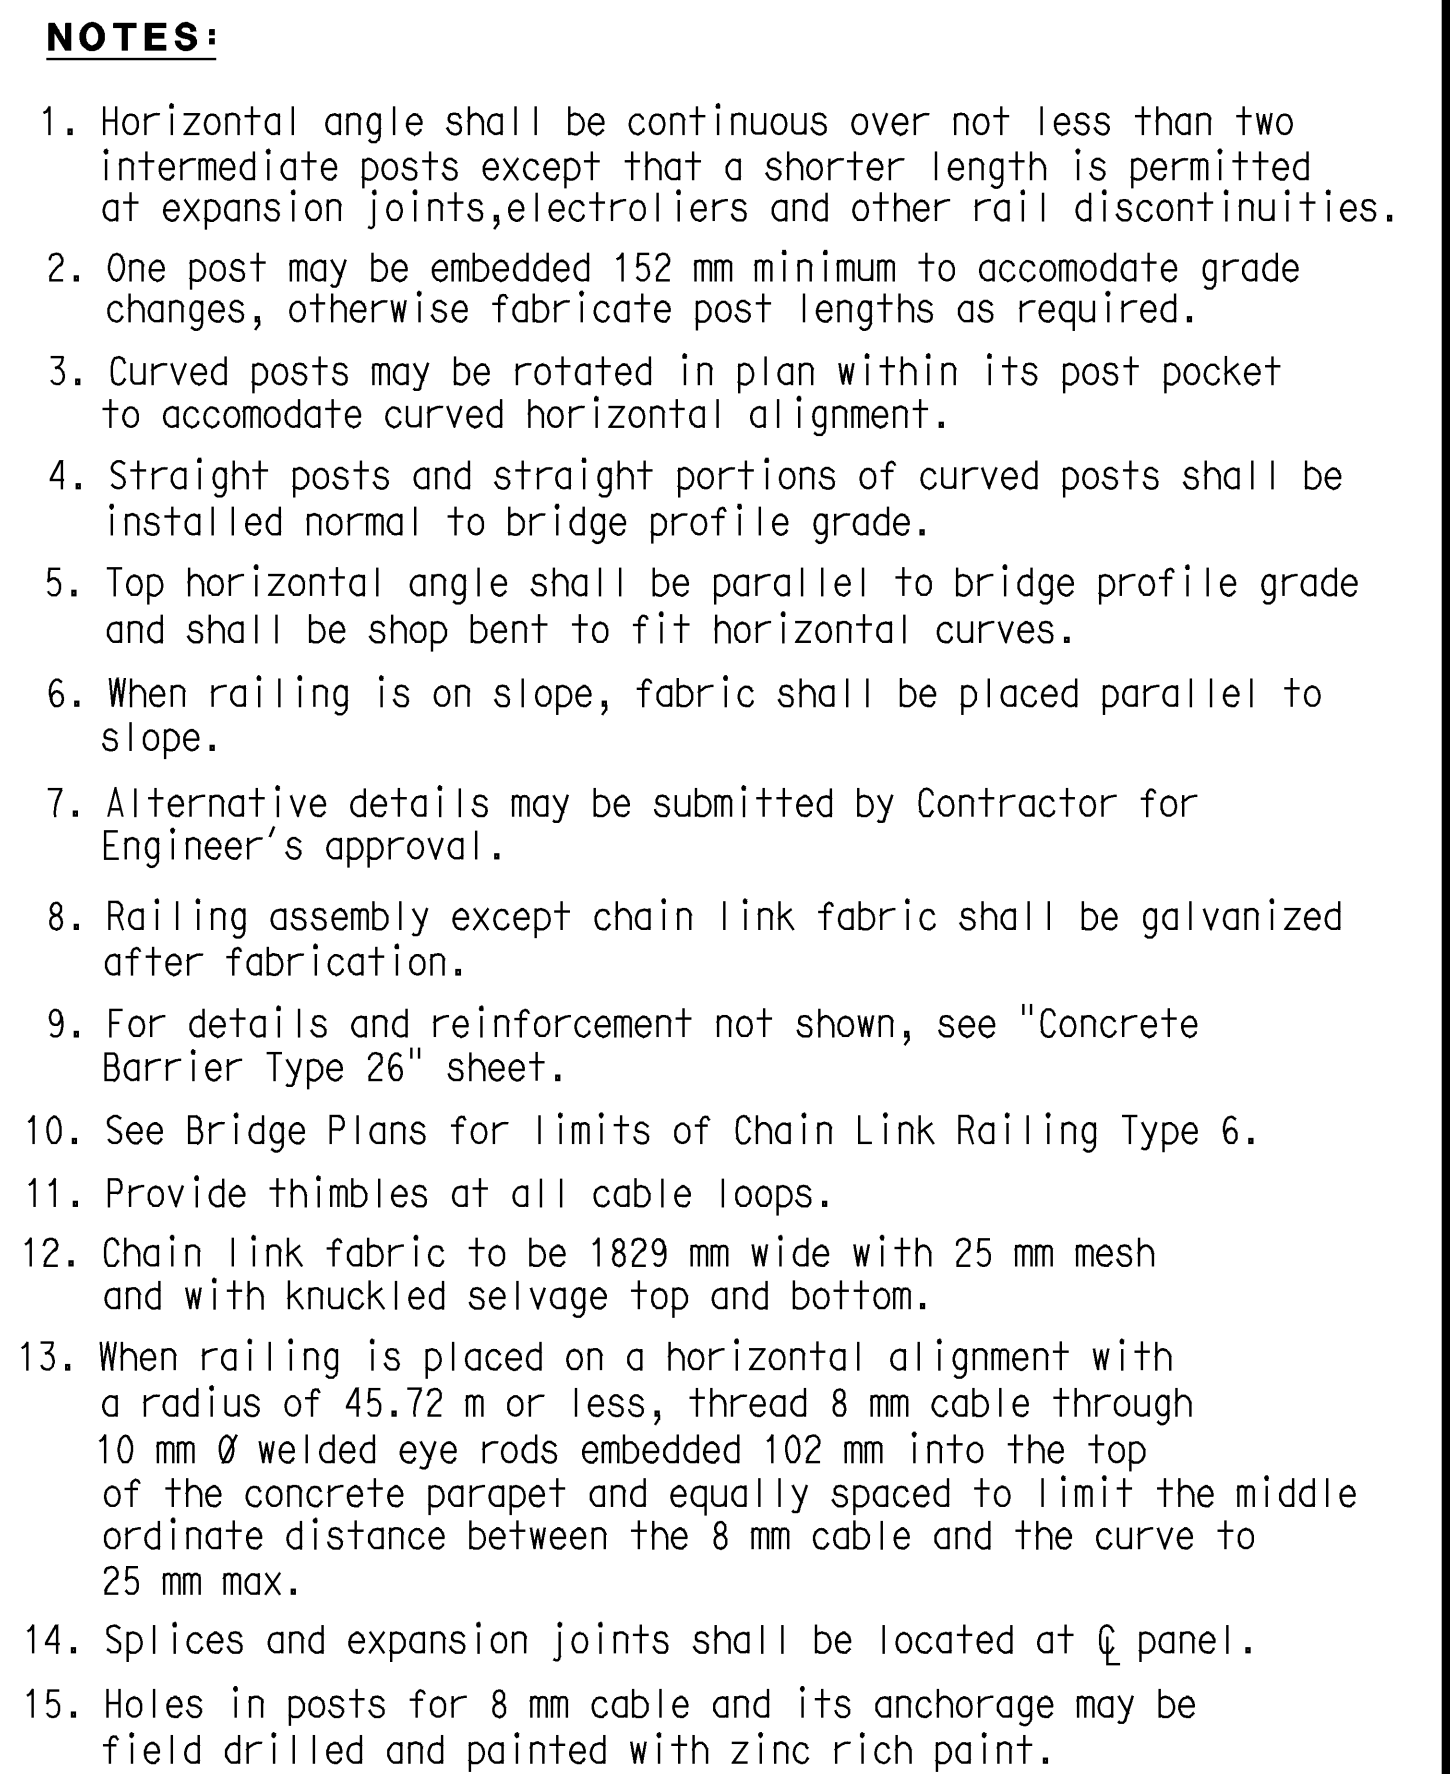 NOTES:
1. Horizontal angle shall be continuous over not less than two
intermediate posts except that a shorter length is permitted
at expansion joints,electroliers and other rail discontinuities.
2. One post may be embedded 152 mm minimum to accomodate grade
changes, otherwise fabricate post lengths as required.
3. Curved posts may be rotated in plan within its post pocket
to accomodate curved horizontal alignment.
4. Straight posts and straight portions of curved posts shall be
installed normal to bridge profile grade.
5. Top horizontal angle shall be parallel to bridge profile grade
and shall be shop bent to fit horizontal curves.
6. When railing is on slope, fabric shall be placed parallel to
slope.
7. Alternative details may be submitted by Contractor for
Engineer's approval.
8. Railing assembly except chain link fabric shall be galvanized
after fabrication.
9. For details and reinforcement not shown, see "Concrete
Barrier Type 26" sheet.
10. See Bridge Plans for limits of Chain Link Railing Type 6.
11. Provide thimbles at all cable loops.
12. Chain link fabric to be 1829 mm wide with 25 mm mesh
and with knuckled selvage top and bottom.
13. When railing is placed on a horizontal alignment with
a radius of 45.72 m or less, thread 8 mm cable through
10 mm Ø welded eye rods embedded 102 mm into the top
of the concrete parapet and equally spaced to limit the middle
ordinate distance between the 8 mm cable and the curve to
25 mm max.
14. Splices and expansion joints shall be located at ℄ panel.
15. Holes in posts for 8 mm cable and its anchorage may be
field drilled and painted with zinc rich paint.